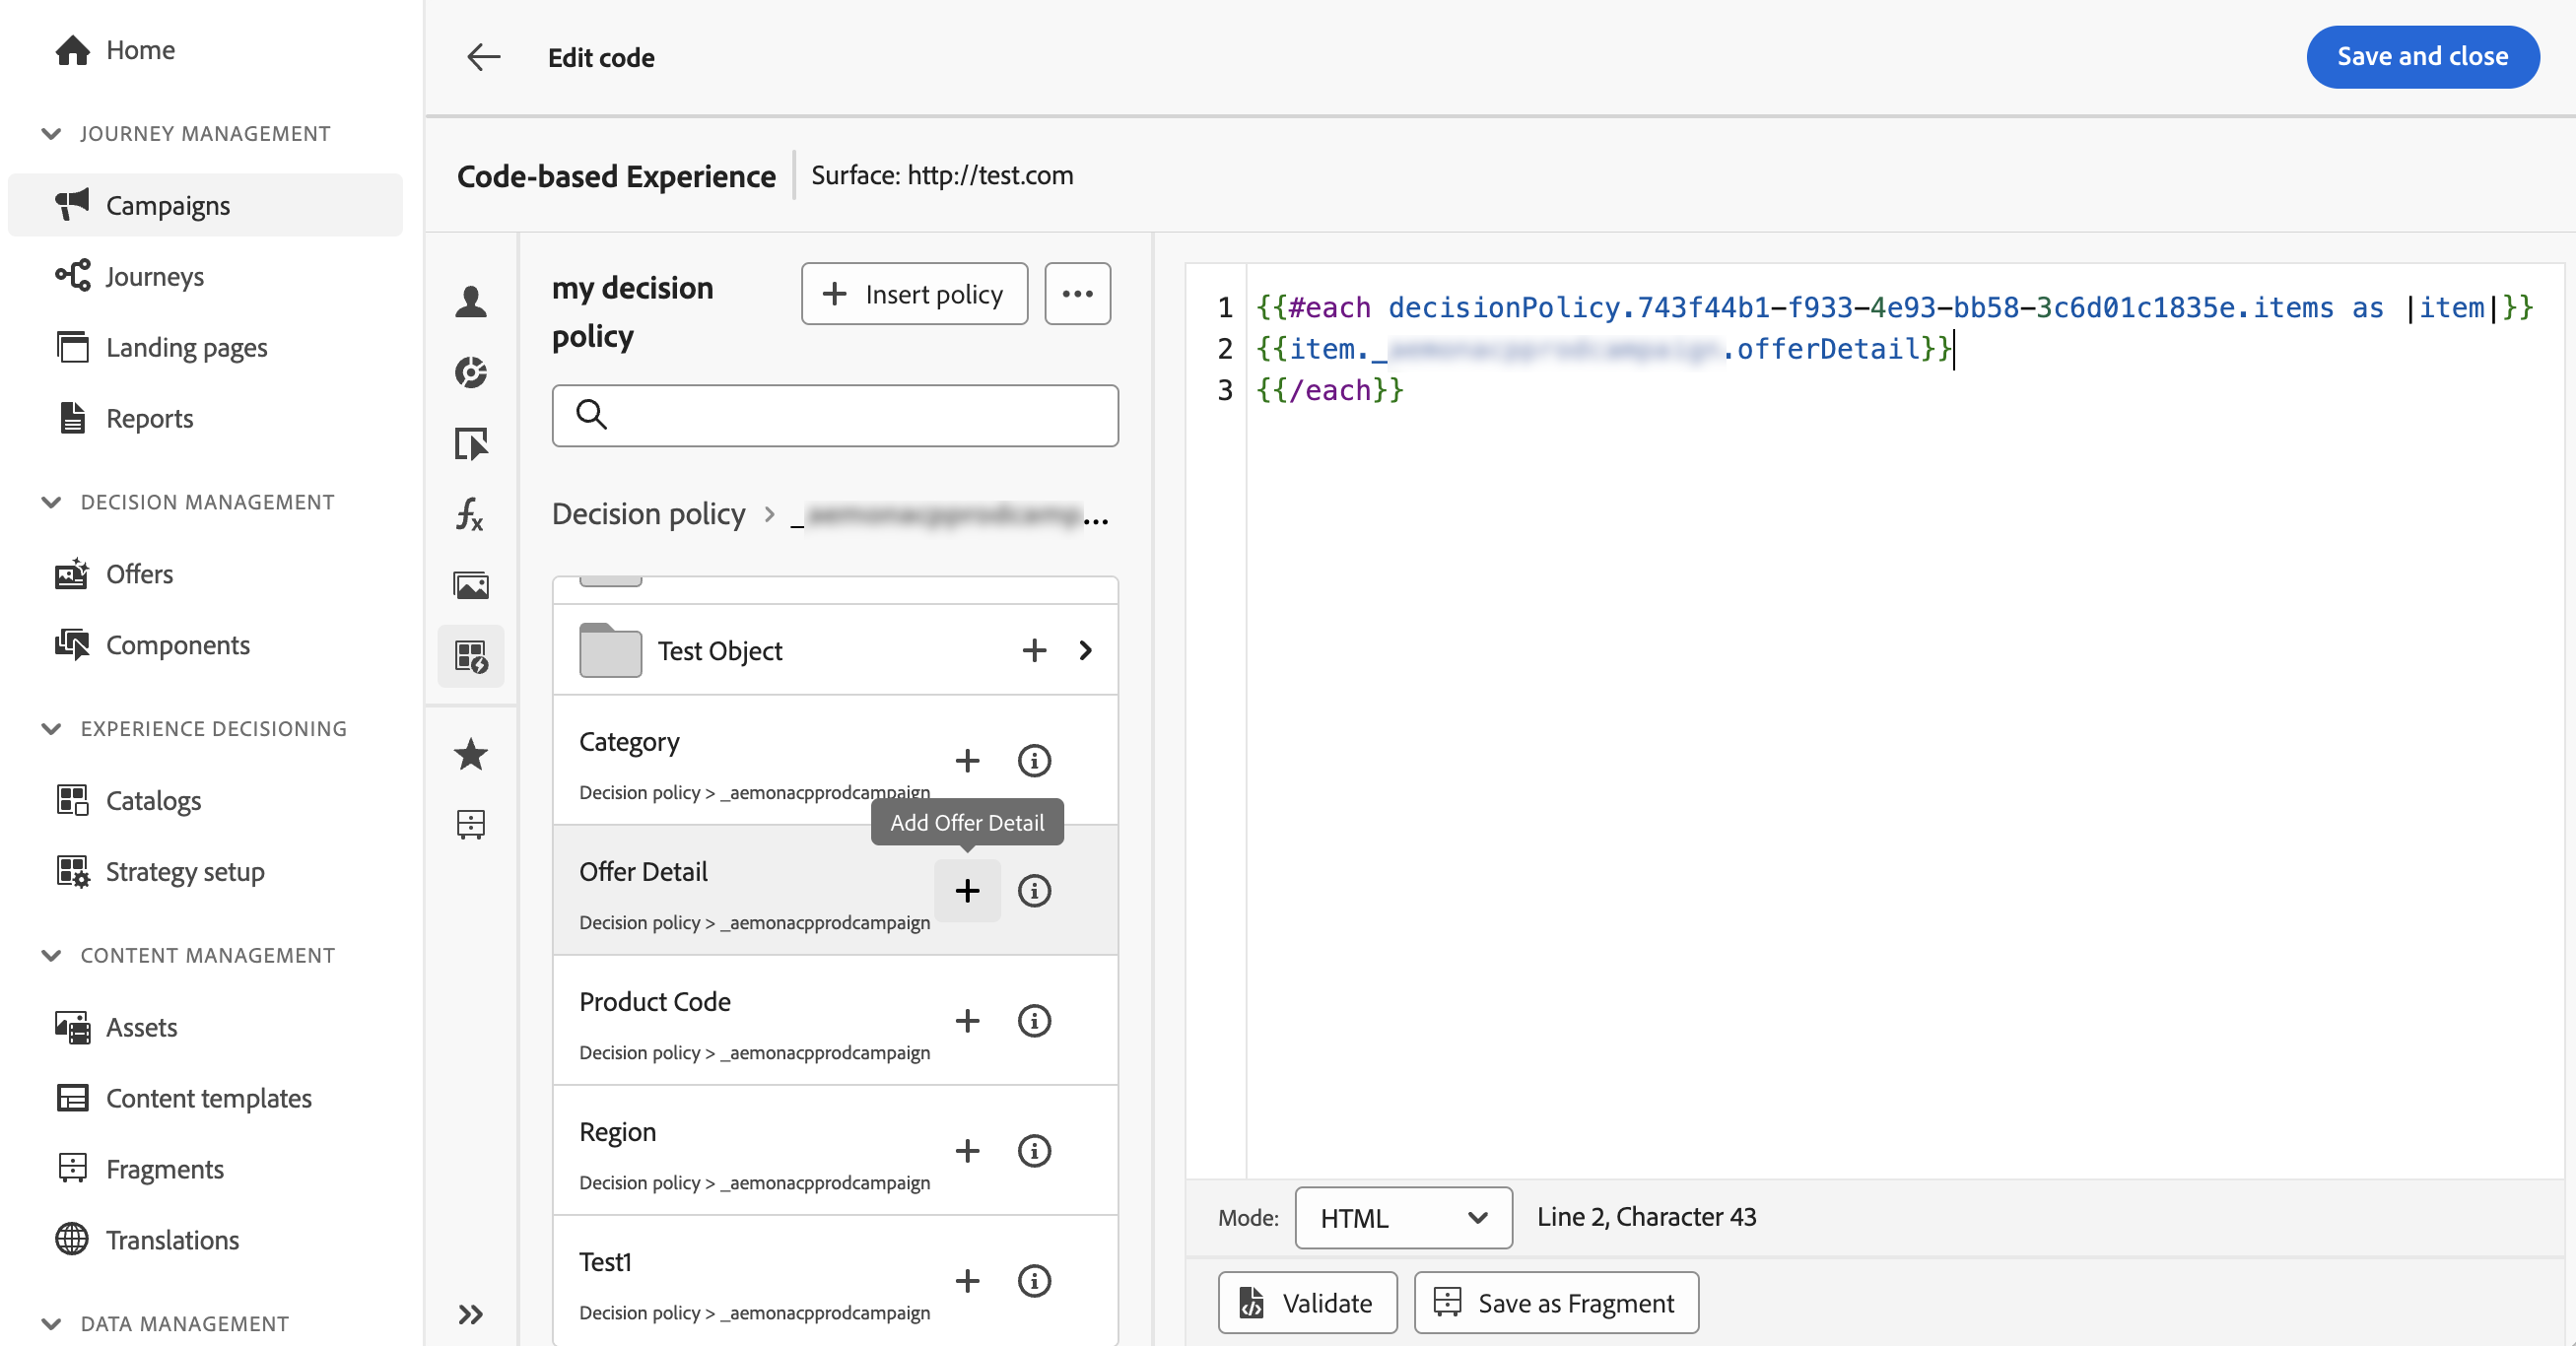 Home
JOURNEY MANAGEMENT
Campaigns
Journeys
Landing pages
Reports
DECISION MANAGEMENT
Offers
Components
EXPERIENCE DECISIONING
Catalogs
Strategy setup
CONTENT MANAGEMENT
Assets
Content templates
Fragments
Translations
DATA MANAGEMENT
Edit code
Save and close
Code-based Experience
Surface: http://test.com
my decision
policy
Insert policy
Decision policy > _...
Test Object
Category
Decision policy > _aemonacpprodcampaign
Add Offer Detail
Offer Detail
Decision policy > _aemonacpprodcampaign
Product Code
Decision policy > _aemonacpprodcampaign
Region
Decision policy > _aemonacpprodcampaign
Test1
Decision policy > _aemonacpprodcampaign
1 {{#each decisionPolicy.743f44b1-f933-4e93-bb58-3c6d01c1835e.items as |item|}}
2 {{item._.offerDetail}}
3 {{/each}}
Mode:
HTML
Line 2, Character 43
Validate
Save as Fragment